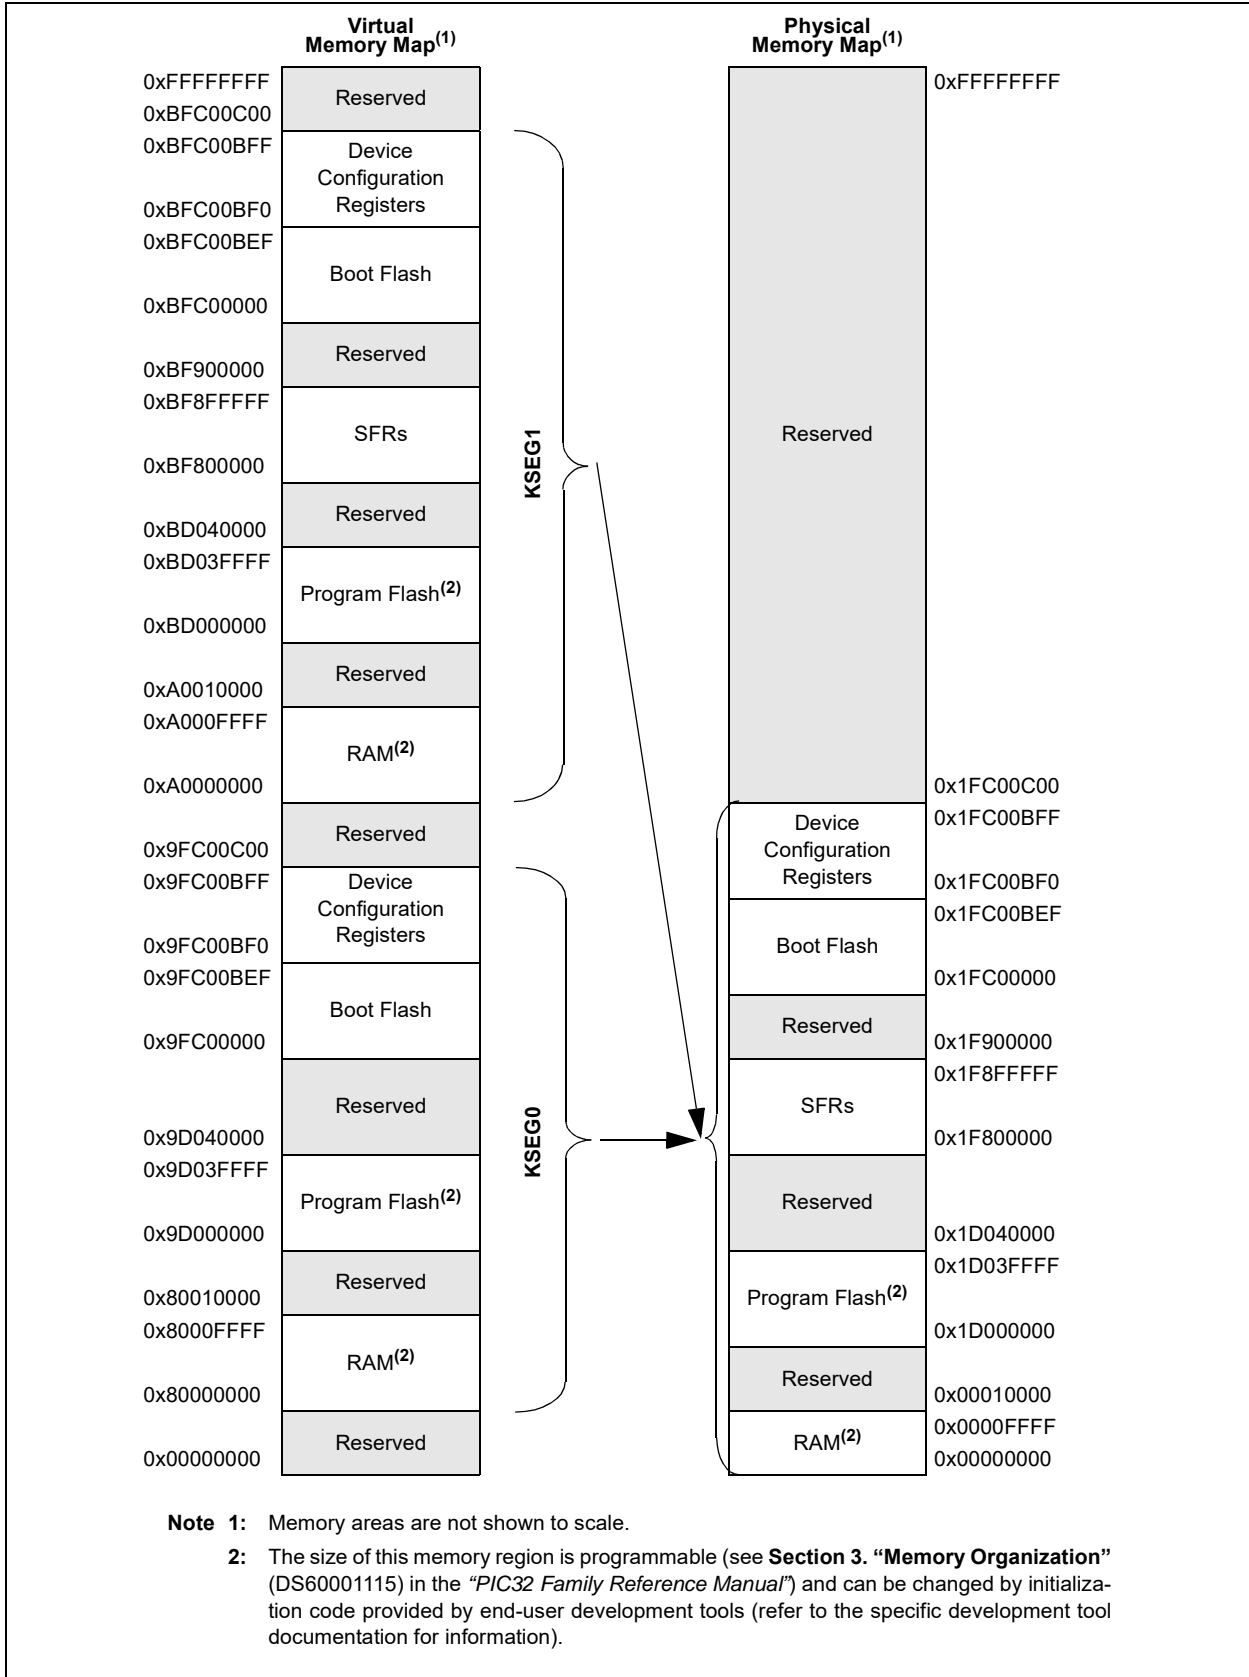 Virtual
Memory Map(1)
Physical
Memory Map(1)
0xFFFFFFFF
Reserved
0xBFC00C00
0xBFC00BFF
Device
Configuration
Registers
0xBFC00BF0
0xBFC00BEF
Boot Flash
0xBFC00000
Reserved
0xBF900000
0xBF8FFFFF
SFRs
0xBF800000
Reserved
0xBD040000
0xBD03FFFF
Program Flash(2)
0xBD000000
Reserved
0xA0010000
0xA000FFFF
RAM(2)
0xA0000000
Reserved
0x9FC00C00
0x9FC00BFF
Device
Configuration
Registers
0x9FC00BF0
0x9FC00BEF
Boot Flash
0x9FC00000
Reserved
0x9D040000
0x9D03FFFF
Program Flash(2)
0x9D000000
Reserved
0x80010000
0x8000FFFF
RAM(2)
0x80000000
Reserved
0x00000000
KSEG1
KSEG0
0xFFFFFFFF
Reserved
0x1FC00C00
0x1FC00BFF
Device
Configuration
Registers
0x1FC00BF0
0x1FC00BEF
Boot Flash
0x1FC00000
Reserved
0x1F900000
0x1F8FFFFF
SFRs
0x1F800000
Reserved
0x1D040000
0x1D03FFFF
Program Flash(2)
0x1D000000
Reserved
0x00010000
0x0000FFFF
RAM(2)
0x00000000
Note 1: Memory areas are not shown to scale.
2: The size of this memory region is programmable (see Section 3. “Memory Organization”
(DS60001115) in the “PIC32 Family Reference Manual”) and can be changed by initializa-
tion code provided by end-user development tools (refer to the specific development tool
documentation for information).